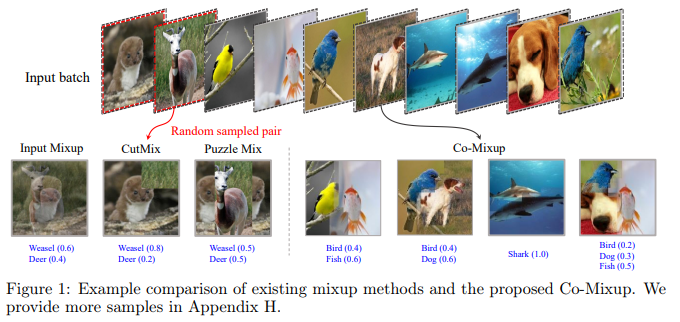 Input batch
Random sampled pair
Input Mixup
CutMix
Puzzle Mix
Co-Mixup
Weasel (0.6)
Deer (0.4)
Weasel (0.8)
Deer (0.2)
Weasel (0.5)
Deer (0.5)
Bird (0.4)
Fish (0.6)
Bird (0.4)
Dog (0.6)
Shark (1.0)
Bird (0.2)
Dog (0.3)
Fish (0.5)
Figure 1: Example comparison of existing mixup methods and the proposed Co-Mixup. We
provide more samples in Appendix H.